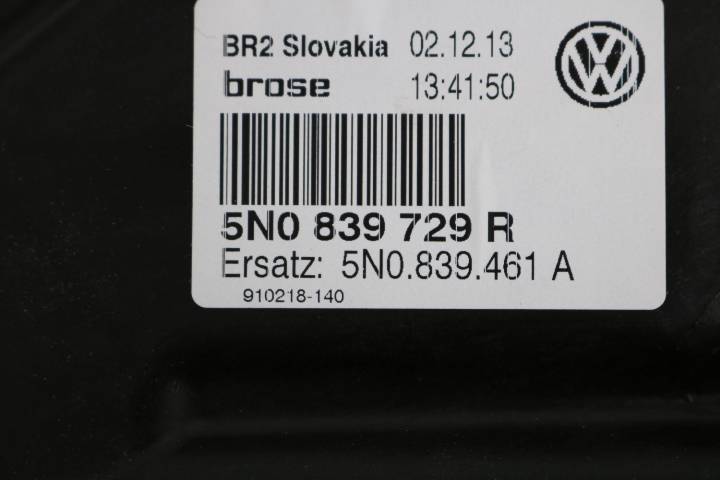 BR2 Slovakia 02.12.13
brose 13:41:50
5N0 839 729 R
Ersatz: 5N0.839.461 A
910218-140